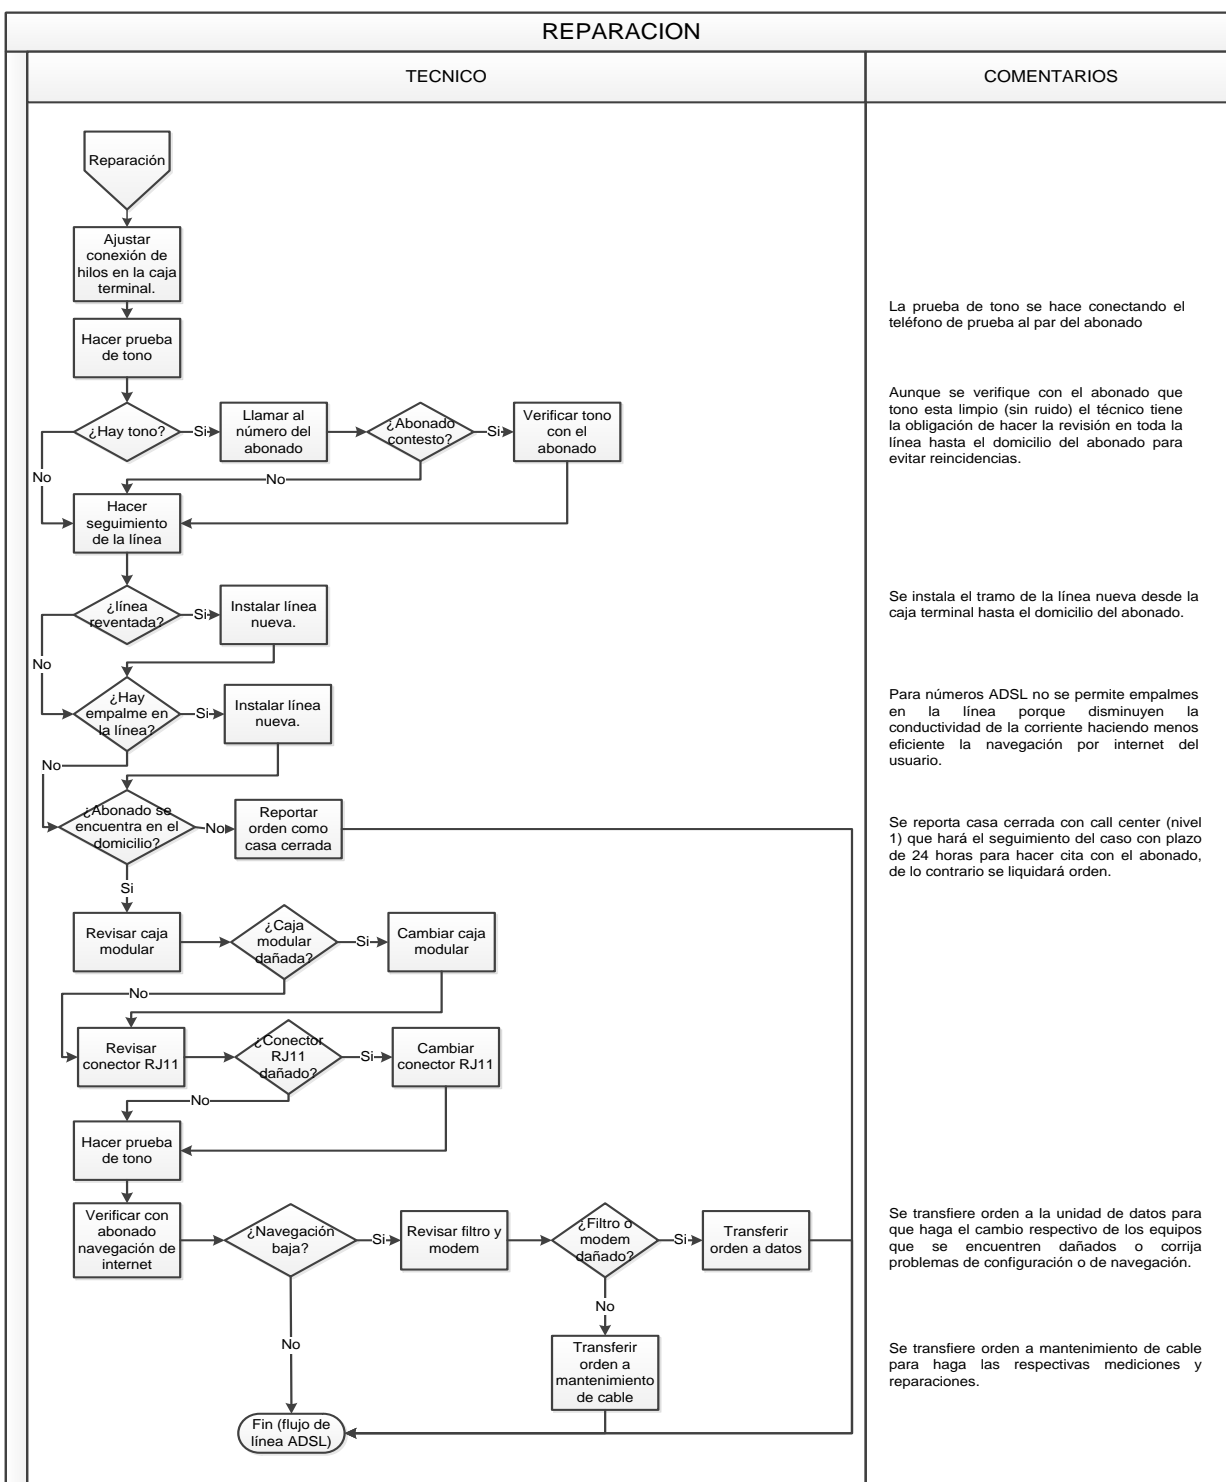 REPARACION
TECNICO
COMENTARIOS
Reparación
Ajustar
conexión de
hilos en la caja
terminal.
Hacer prueba
de tono
La prueba de tono se hace conectando el
teléfono de prueba al par del abonado
¿Hay tono?
Si
Llamar al
número del
abonado
¿Abonado
contesto?
Si
Verificar tono
con el
abonado
Aunque se verifique con el abonado que
tono esta limpio (sin ruido) el técnico tiene
la obligación de hacer la revisión en toda la
línea hasta el domicilio del abonado para
evitar reincidencias.
No
No
Hacer
seguimiento
de la línea
¿línea
reventada?
Si
Instalar línea
nueva.
Se instala el tramo de la línea nueva desde la
caja terminal hasta el domicilio del abonado.
No
¿Hay
empalme en
la línea?
Si
Instalar línea
nueva.
Para números ADSL no se permite empalmes
en la línea porque disminuyen la
conductividad de la corriente haciendo menos
eficiente la navegación por internet del
usuario.
No
¿Abonado se
encuentra en el
domicilio?
No
Reportar
orden como
casa cerrada
Se reporta casa cerrada con call center (nivel
1) que hará el seguimiento del caso con plazo
de 24 horas para hacer cita con el abonado,
de lo contrario se liquidará orden.
Si
Revisar caja
modular
¿Caja
modular
dañada?
Si
Cambiar caja
modular
No
Revisar
conector RJ11
¿Conector
RJ11
dañado?
Si
Cambiar
conector RJ11
No
Hacer prueba
de tono
Verificar con
abonado
navegación de
internet
¿Navegación
baja?
Si
Revisar filtro y
modem
¿Filtro o
modem
dañado?
Si
Transferir
orden a datos
Se transfiere orden a la unidad de datos para
que haga el cambio respectivo de los equipos
que se encuentren dañados o corrija
problemas de configuración o de navegación.
No
No
Transferir
orden a
mantenimiento
de cable
Se transfiere orden a mantenimiento de cable
para haga las respectivas mediciones y
reparaciones.
Fin (flujo de
línea ADSL)